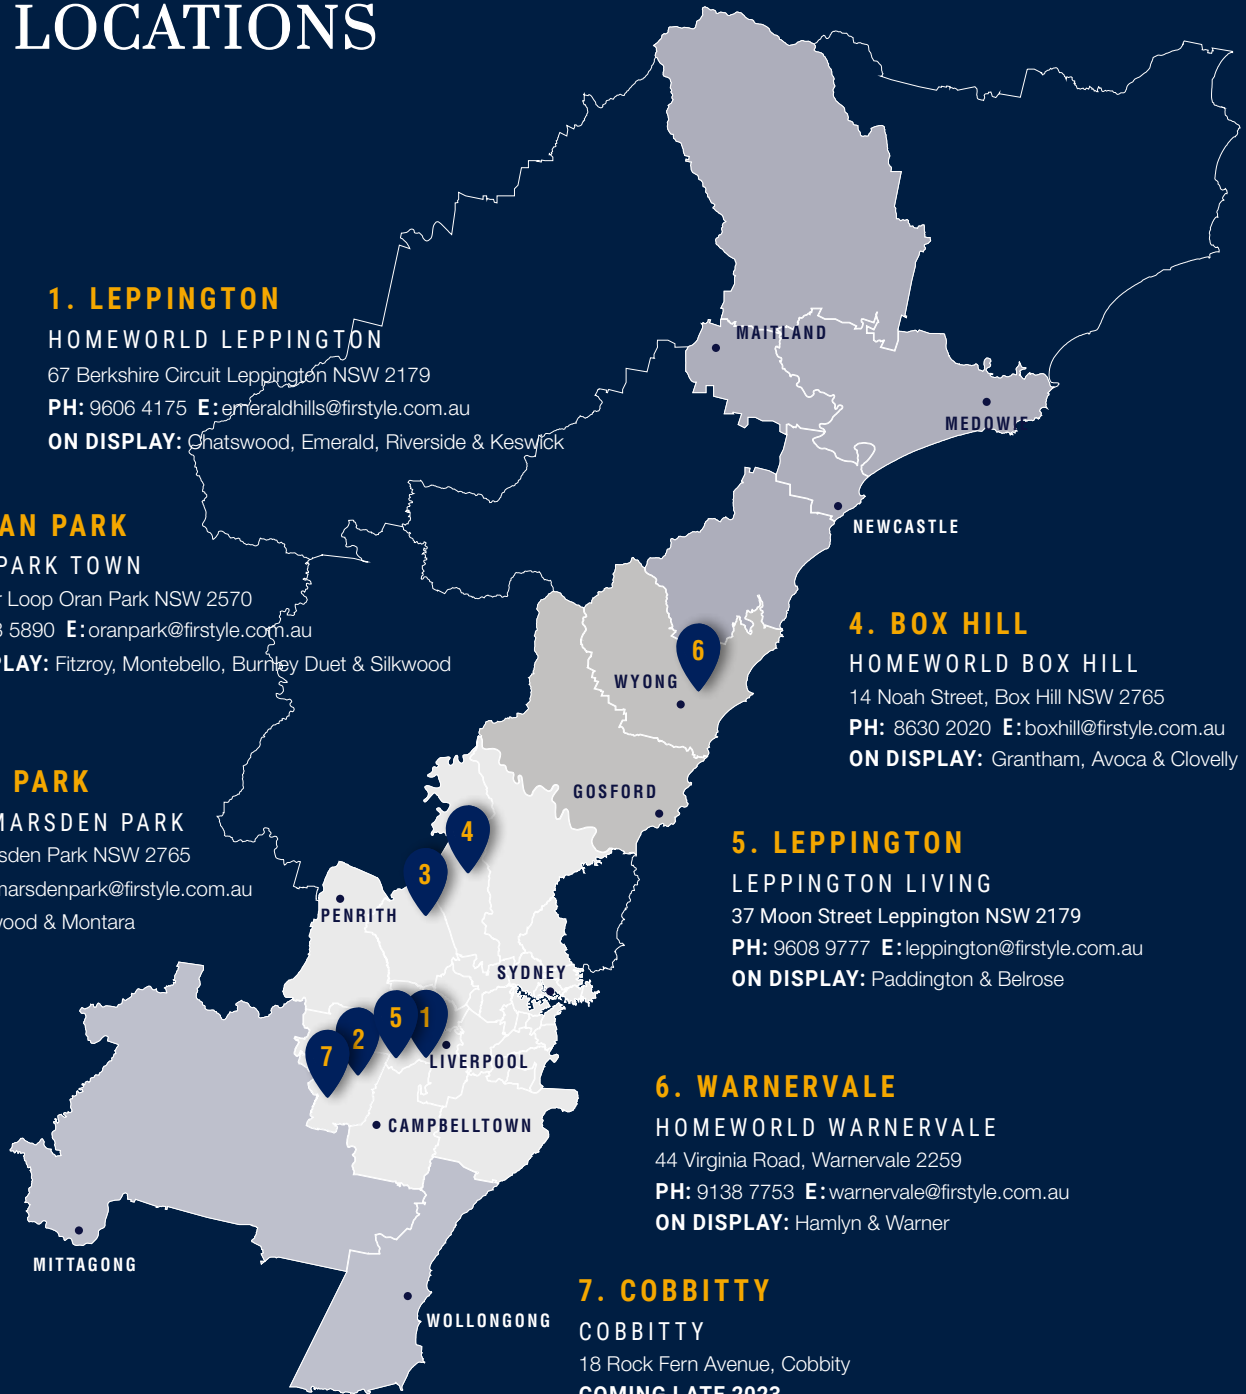 LOCATIONS
1. LEPPINGTON
HOMEWORLD LEPPINGTON
67 Berkshire Circuit Leppington NSW 2179
PH: 9606 4175 E: emeraldhills@firstyle.com.au
ON DISPLAY: Chatswood, Emerald, Riverside & Keswick
AN PARK
PARK TOWN
r Loop Oran Park NSW 2570
3 5890 E: oranpark@firstyle.com.au
PLAY: Fitzroy, Montebello, Burnley Duet & Silkwood
PARK
MARSDEN PARK
sden Park NSW 2765
marsdenpark@firstyle.com.au
wood & Montara
4. BOX HILL
HOMEWORLD BOX HILL
14 Noah Street, Box Hill NSW 2765
PH: 8630 2020 E: boxhill@firstyle.com.au
ON DISPLAY: Grantham, Avoca & Clovelly
5. LEPPINGTON
LEPPINGTON LIVING
37 Moon Street Leppington NSW 2179
PH: 9608 9777 E: leppington@firstyle.com.au
ON DISPLAY: Paddington & Belrose
6. WARNERVALE
HOMEWORLD WARNERVALE
44 Virginia Road, Warnervale 2259
PH: 9138 7753 E: warnervale@firstyle.com.au
ON DISPLAY: Hamlyn & Warner
7. COBBITTY
COBBITTY
18 Rock Fern Avenue, Cobbity
COMING LATE 2023
MAITLAND
MEDOWIE
NEWCASTLE
6
WYONG
GOSFORD
4
3
PENRITH
SYDNEY
5
1
2
7
LIVERPOOL
CAMPBELLTOWN
MITTAGONG
WOLLONGONG